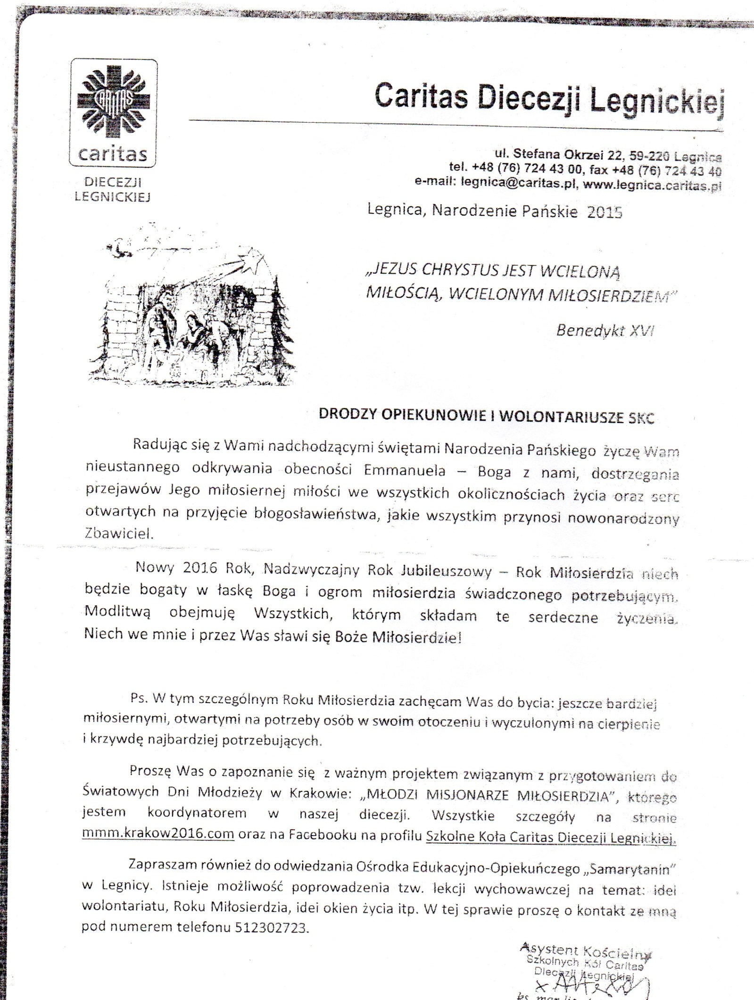 Caritas Diecezji Legnickiej
CARITAS
caritas
DIECEZJI
LEGNICKIEJ
ul. Stefana Okrzei 22, 59-220 Legnica
tel. +48 (76) 724 43 00, fax +48 (76) 724 43 40
e-mail: legnica@caritas.pl, www.legnica.caritas.pl
Legnica, Narodzenie Pańskie 2015
„JEZUS CHRYSTUS JEST WCIELONĄ
MIŁOŚCIĄ, WCIELONYM MIŁOSIERDZIEM”
Benedykt XVI
DRODZY OPIEKUNOWIE I WOLONTARIUSZE SKC
Radując się z Wami nadchodzącymi świętami Narodzenia Pańskiego życzę Wam
nieustannego odkrywania obecności Emmanuela – Boga z nami, dostrzegania
przejawów Jego miłosiernej miłości we wszystkich okolicznościach życia oraz serc
otwartych na przyjęcie błogosławieństwa, jakie wszystkim przynosi nowonarodzony
Zbawiciel.
Nowy 2016 Rok, Nadzwyczajny Rok Jubileuszowy – Rok Miłosierdzia niech
będzie bogaty w łaskę Boga i ogrom miłosierdzia świadczonego potrzebującym.
Modlitwą obejmuję Wszystkich, którym składam te serdeczne życzenia.
Niech we mnie i przez Was sławi się Boże Miłosierdzie!
Ps. W tym szczególnym Roku Miłosierdzia zachęcam Was do bycia: jeszcze bardziej
miłosiernymi, otwartymi na potrzeby osób w swoim otoczeniu i wyczulonymi na cierpienie
i krzywdę najbardziej potrzebujących.
Proszę Was o zapoznanie się z ważnym projektem związanym z przygotowaniem do
Światowych Dni Młodzieży w Krakowie: „MŁODZI MISJONARZE MIŁOSIERDZIA”, którego
jestem koordynatorem w naszej diecezji. Wszystkie szczegóły na stronie
mmm.krakow2016.com oraz na Facebooku na profilu Szkolne Koła Caritas Diecezji Legnickiej.
Zapraszam również do odwiedzania Ośrodka Edukacyjno-Opiekuńczego „Samarytanin”
w Legnicy. Istnieje możliwość poprowadzenia tzw. lekcji wychowawczej na temat: idei
wolontariatu, Roku Miłosierdzia, idei okien życia itp. W tej sprawie proszę o kontakt ze mną
pod numerem telefonu 512302723.
Asystent Kościelny
Szkolnych Kół Caritas
Diecezji Legnickiej
ks.